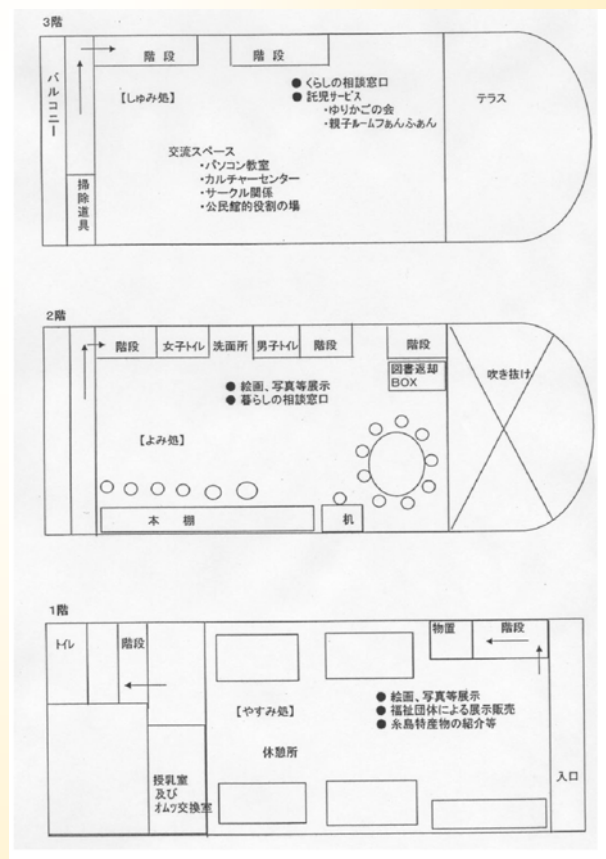 3階
階段
階段
バルコニー
【しゅみ処】
● くらしの相談窓口
● 託児サービス
・ゆりかごの会
・親子ルームフぁんふぁん
テラス
交流スペース
・パソコン教室
・カルチャーセンター
・サークル関係
・公民館的役割の場
掃除道具
2階
階段
女子トイレ
洗面所
男子トイレ
階段
階段
図書返却
BOX
吹き抜け
● 絵画、写真等展示
● 暮らしの相談窓口
【よみ処】
本棚
机
1階
トイレ
階段
物置
階段
【やすみ処】
● 絵画、写真等展示
● 福祉団体による展示販売
● 糸島特産物の紹介等
休憩所
入口
授乳室
及び
オムツ交換室